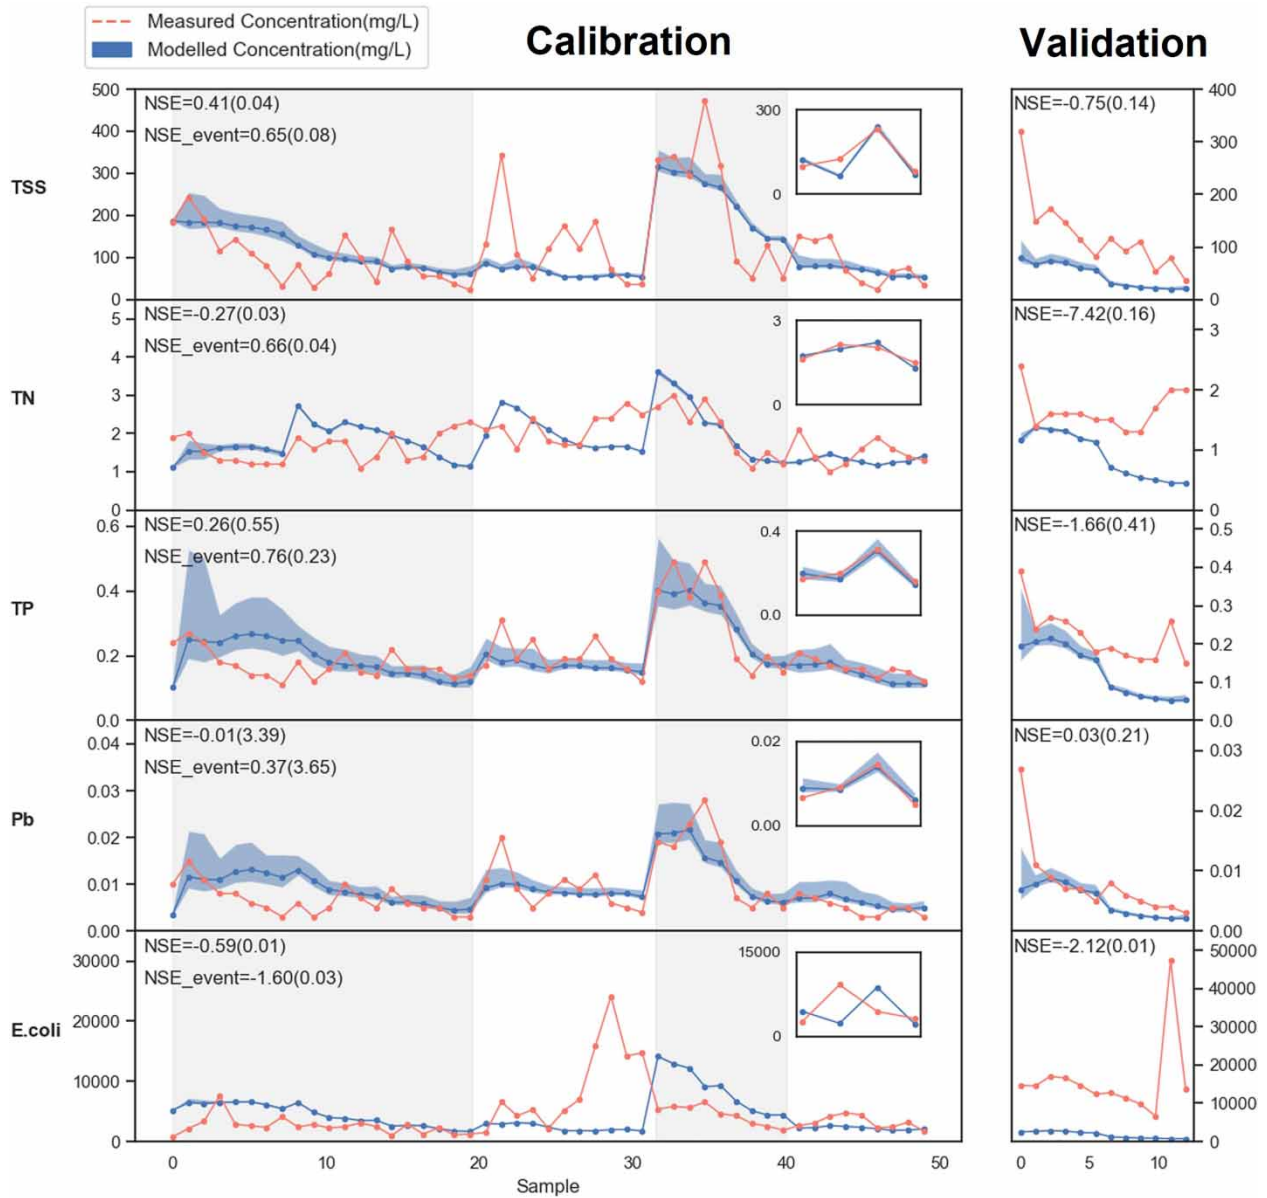 Measured Concentration(mg/L)
Modelled Concentration(mg/L)
Calibration
Validation
TSS
500
400
300
200
100
0
NSE=0.41(0.04)
NSE_event=0.65(0.08)
300
0
NSE=-0.75(0.14)
400
300
200
100
0
TN
5
4
3
2
1
0
NSE=-0.27(0.03)
NSE_event=0.66(0.04)
3
0
NSE=-7.42(0.16)
3
2
1
0
TP
0.6
0.4
0.2
0.0
NSE=0.26(0.55)
NSE_event=0.76(0.23)
0.4
0.0
NSE=-1.66(0.41)
0.5
0.4
0.3
0.2
0.1
0.0
Pb
0.04
0.03
0.02
0.01
0.00
NSE=-0.01(3.39)
NSE_event=0.37(3.65)
0.02
0.00
NSE=0.03(0.21)
0.03
0.02
0.01
0.00
E.coli
30000
20000
10000
0
NSE=-0.59(0.01)
NSE_event=-1.60(0.03)
15000
0
NSE=-2.12(0.01)
50000
40000
30000
20000
10000
0
0 10 20 30 40 50
0 5 10
Sample